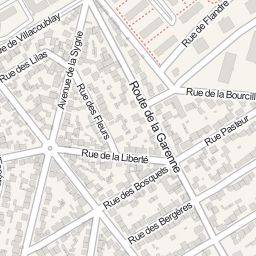 Rue de Flandre
de Villacoublay
Avenue de la Sygrie
Rue des Lilas
Rue des Fleurs
Route de la Garenne
Rue de la Bourcill
Rue Pasteur
Rue de la Liberté
Rue des Bosquets
Rue des Bergères